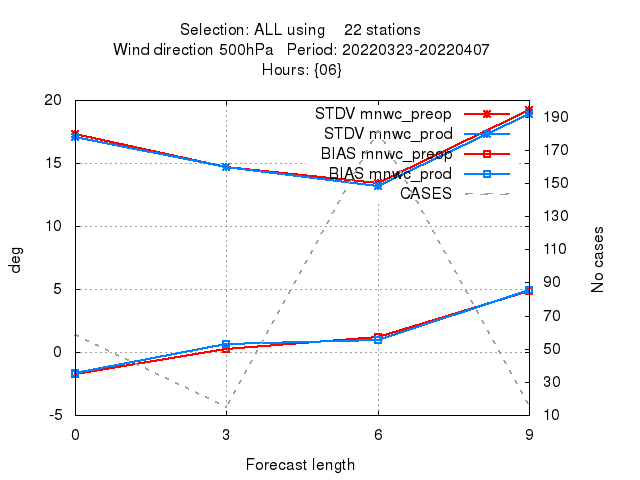 Selection: ALL using    22 stations
Wind direction 500hPa   Period: 20220323-20220407
Hours: {06}
STDV mnwc_preop
STDV mnwc_prod
BIAS mnwc_preop
BIAS mnwc_prod
CASES
20
15
10
5
0
-5
deg
190
170
150
130
110
90
70
50
30
10
No cases
0 3 6 9
Forecast length